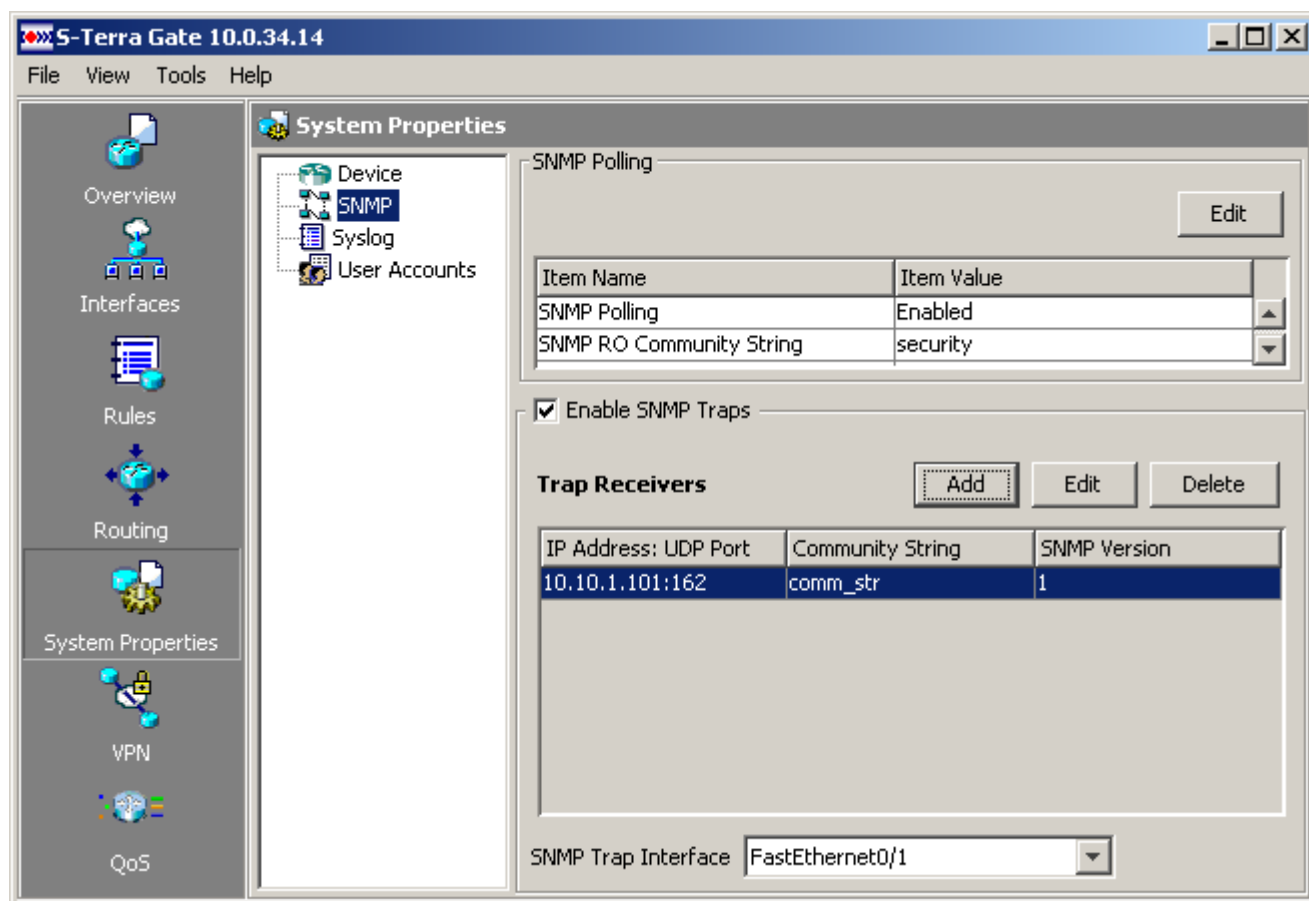 S-Terra Gate 10.0.34.14
File View Tools Help
Overview
Interfaces
Rules
Routing
System Properties
VPN
QoS
System Properties
Device
SNMP
Syslog
User Accounts
SNMP Polling
Edit
Item Name Item Value
SNMP Polling Enabled
SNMP RO Community String security
Enable SNMP Traps
Trap Receivers Add Edit Delete
IP Address: UDP Port Community String SNMP Version
10.10.1.101:162 comm_str 1
SNMP Trap Interface FastEthernet0/1